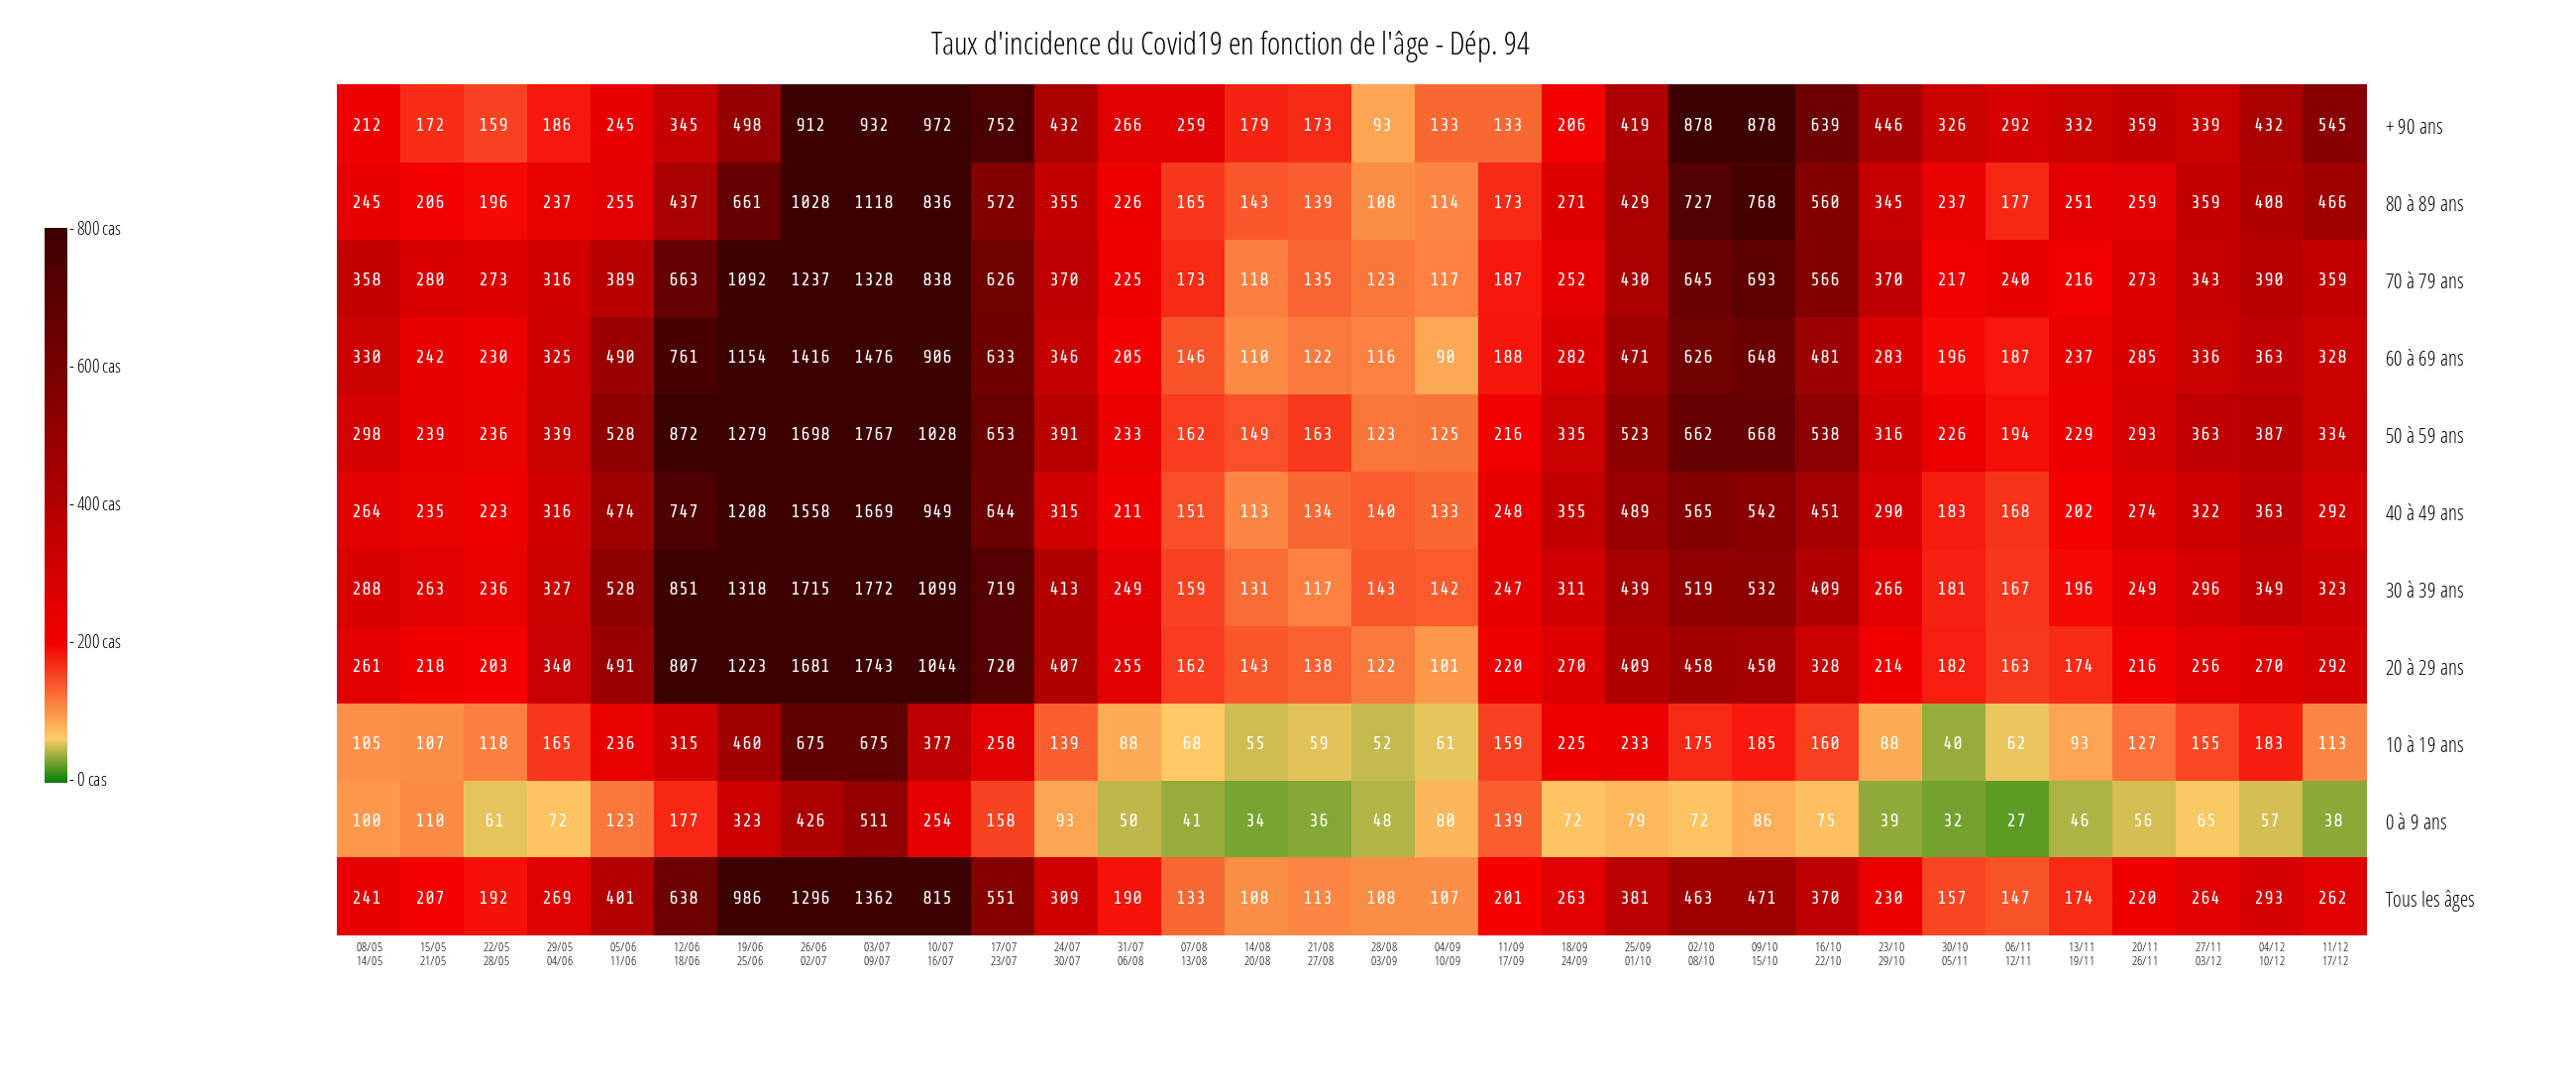 Taux d'incidence du Covid19 en fonction de l'âge - Dép. 94
212 172 159 186 245 345 498 912 932 972 752 432 266 259 179 173 93 133 133 206 419 878 878 639 446 326 292 332 359 339 432 545 + 90 ans
245 206 196 237 255 437 661 1028 1118 836 572 355 226 165 143 139 108 114 173 271 429 727 768 560 345 237 177 251 259 359 408 466 80 à 89 ans
- 800 cas
358 280 273 316 389 663 1092 1237 1328 838 626 370 225 173 118 135 123 117 187 252 430 645 693 566 370 217 240 216 273 343 390 359 70 à 79 ans
330 242 230 325 490 761 1154 1416 1476 906 633 346 205 146 110 122 116 90 188 282 471 626 648 481 283 196 187 237 285 336 363 328 60 à 69 ans
- 600 cas
298 239 236 339 528 872 1279 1698 1767 1028 653 391 233 162 149 163 123 125 216 335 523 662 668 538 316 226 194 229 293 363 387 334 50 à 59 ans
- 400 cas
264 235 223 316 474 747 1208 1558 1669 949 644 315 211 151 113 134 140 133 248 355 489 565 542 451 290 183 168 202 274 322 363 292 40 à 49 ans
288 263 236 327 528 851 1318 1715 1772 1099 719 413 249 159 131 117 143 142 247 311 439 519 532 409 266 181 167 196 249 296 349 323 30 à 39 ans
- 200 cas
261 218 203 340 491 807 1223 1681 1743 1044 720 407 255 162 143 138 122 101 220 270 409 458 450 328 214 182 163 174 216 256 270 292 20 à 29 ans
105 107 118 165 236 315 460 675 675 377 258 139 88 68 55 59 52 61 159 225 233 175 185 160 88 40 62 93 127 155 183 113 10 à 19 ans
- 0 cas
100 110 61 72 123 177 323 426 511 254 158 93 50 41 34 36 48 80 139 72 79 72 86 75 39 32 27 46 56 65 57 38 0 à 9 ans
241 207 192 269 401 638 986 1296 1362 815 551 309 190 133 108 113 108 107 201 263 381 463 471 370 230 157 147 174 220 264 293 262 Tous les âges
08/05 15/05 22/05 29/05 05/06 12/06 19/06 26/06 03/07 10/07 17/07 24/07 31/07 07/08 14/08 21/08 28/08 04/09 11/09 18/09 25/09 02/10 09/10 16/10 23/10 30/10 06/11 13/11 20/11 27/11 04/12 11/12
14/05 21/05 28/05 04/06 11/06 18/06 25/06 02/07 09/07 16/07 23/07 30/07 06/08 13/08 20/08 27/08 03/09 10/09 17/09 24/09 01/10 08/10 15/10 22/10 29/10 05/11 12/11 19/11 26/11 03/12 10/12 17/12